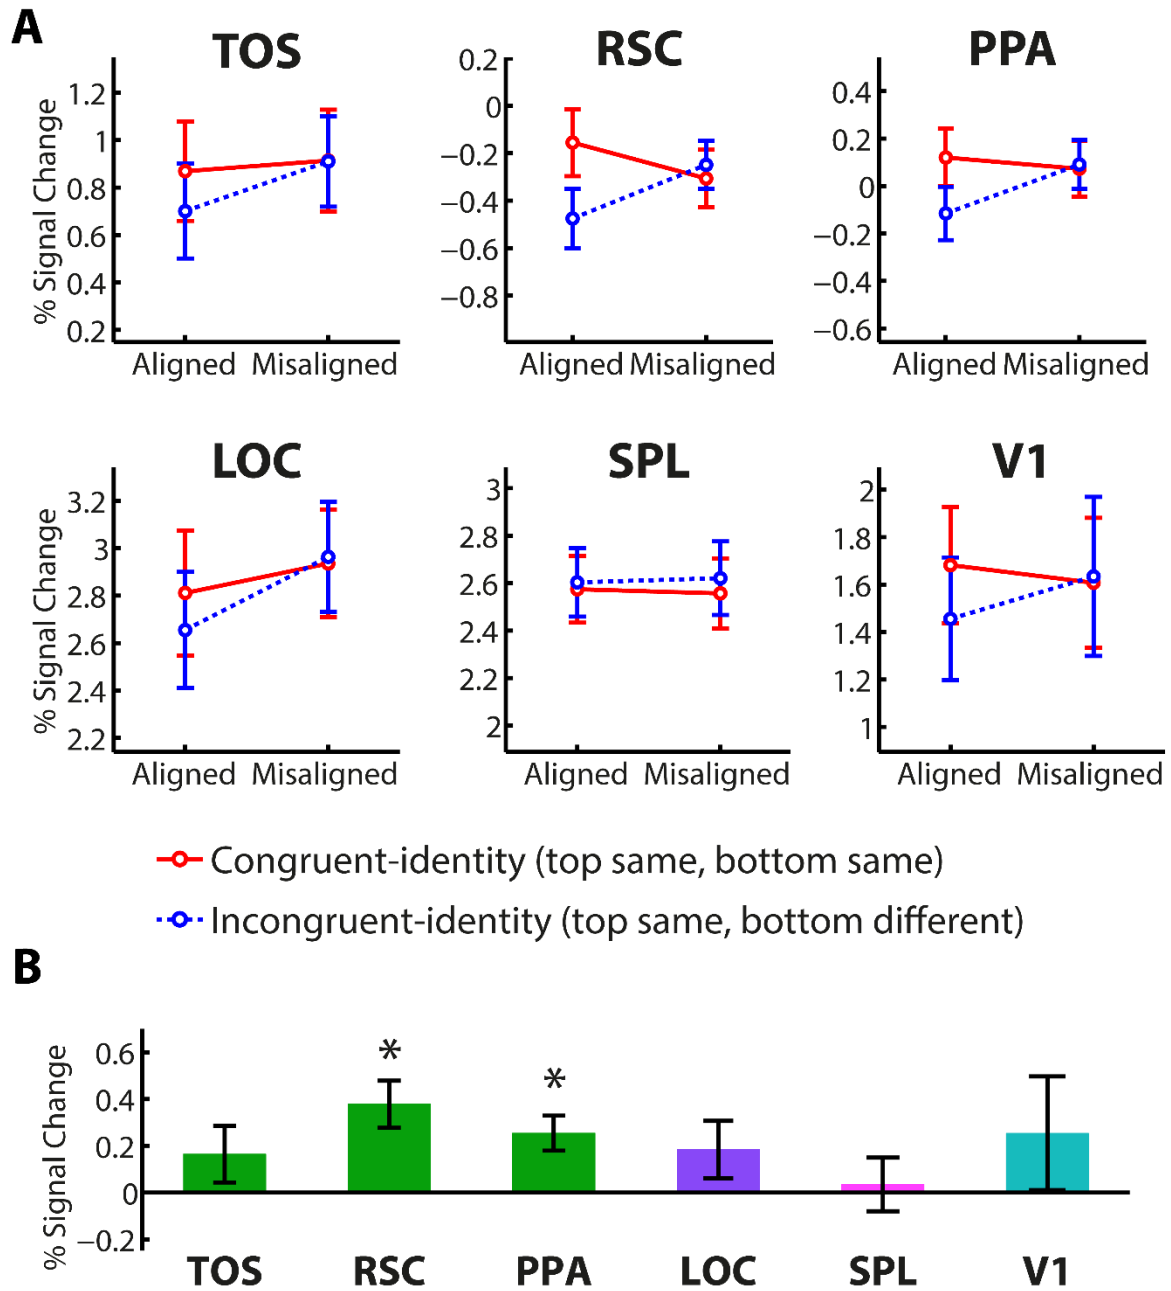 A
TOS
RSC
PPA
% Signal Change
1.2
1
0.8
0.6
0.4
0.2
Aligned Misaligned
0.2
0
−0.2
−0.4
−0.6
−0.8
Aligned Misaligned
0.4
0.2
0
−0.2
−0.4
−0.6
Aligned Misaligned
LOC
SPL
V1
% Signal Change
3.2
3
2.8
2.6
2.4
2.2
Aligned Misaligned
3
2.8
2.6
2.4
2.2
2
Aligned Misaligned
2
1.8
1.6
1.4
1.2
1
Aligned Misaligned
Congruent-identity (top same, bottom same)
Incongruent-identity (top same, bottom different)
B
% Signal Change
0.6
0.4
0.2
0
−0.2
* *
TOS RSC PPA LOC SPL V1